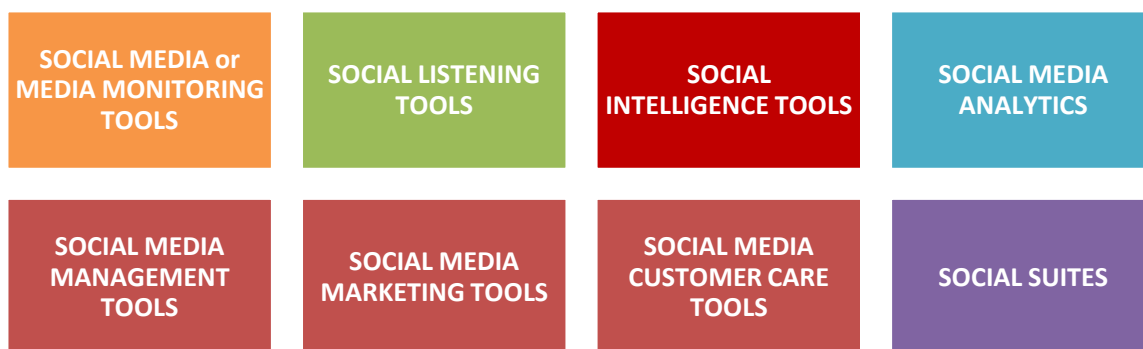 SOCIAL MEDIA or
MEDIA MONITORING
TOOLS
SOCIAL LISTENING
TOOLS
SOCIAL
INTELLIGENCE TOOLS
SOCIAL MEDIA
ANALYTICS
SOCIAL MEDIA
MANAGEMENT
TOOLS
SOCIAL MEDIA
MARKETING TOOLS
SOCIAL MEDIA
CUSTOMER CARE
TOOLS
SOCIAL SUITES